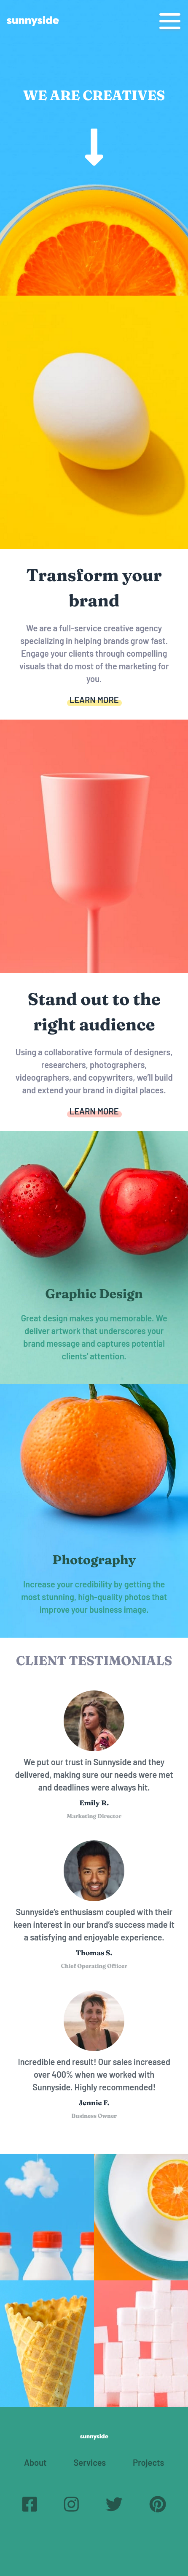 sunnyside
WE ARE CREATIVES
Transform your
brand
We are a full-service creative agency
specializing in helping brands grow fast.
Engage your clients through compelling
visuals that do most of the marketing for
you.
LEARN MORE
Stand out to the
right audience
Using a collaborative formula of designers,
researchers, photographers,
videographers, and copywriters, we'll build
and extend your brand in digital places.
LEARN MORE
Graphic Design
Great design makes you memorable. We
deliver artwork that underscores your
brand message and captures potential
clients' attention.
Photography
Increase your credibility by getting the
most stunning, high-quality photos that
improve your business image.
CLIENT TESTIMONIALS
We put our trust in Sunnyside and they
delivered, making sure our needs were met
and deadlines were always hit.
Emily R.
Marketing Director
Sunnyside's enthusiasm coupled with their
keen interest in our brand's success made it
a satisfying and enjoyable experience.
Thomas S.
Chief Operating Officer
Incredible end result! Our sales increased
over 400% when we worked with
Sunnyside. Highly recommended!
Jennie F.
Business Owner
sunnyside
About Services Projects